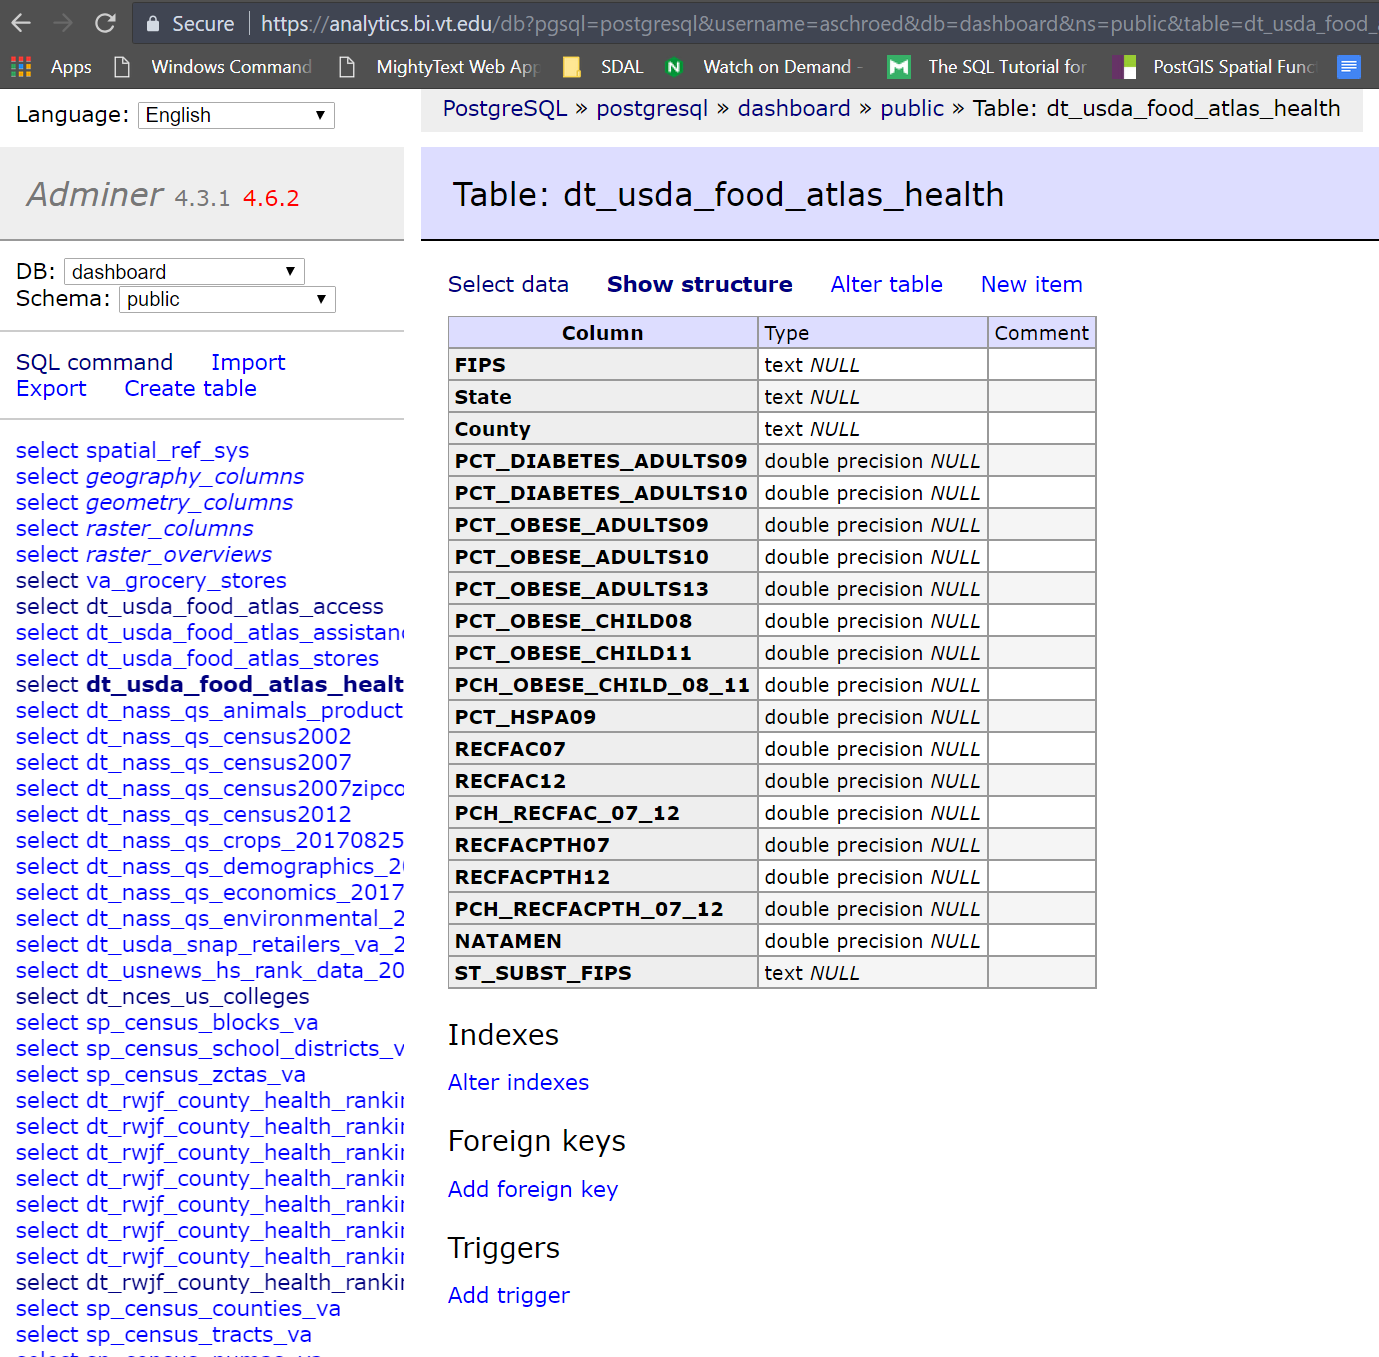 Secure https://analytics.bi.vt.edu/db?pgsql=postgresql&username=aschroed&db=dashboard&ns=public&table=dt_usda_food_
Apps Windows Command MightyText Web App SDAL Watch on Demand - The SQL Tutorial for PostGIS Spatial Func
Language: English
PostgreSQL » postgresql » dashboard » public » Table: dt_usda_food_atlas_health
Adminer 4.3.1 4.6.2
Table: dt_usda_food_atlas_health
DB: dashboard
Schema: public
SQL command Import
Export Create table
select spatial_ref_sys
select geography_columns
select geometry_columns
select raster_columns
select raster_overviews
select va_grocery_stores
select dt_usda_food_atlas_access
select dt_usda_food_atlas_assistanc
select dt_usda_food_atlas_stores
select dt_usda_food_atlas_healt
select dt_nass_qs_animals_product
select dt_nass_qs_census2002
select dt_nass_qs_census2007
select dt_nass_qs_census2007zipco
select dt_nass_qs_census2012
select dt_nass_qs_crops_20170825
select dt_nass_qs_demographics_2
select dt_nass_qs_economics_2017
select dt_nass_qs_environmental_2
select dt_usda_snap_retailers_va_2
select dt_usnews_hs_rank_data_20
select dt_nces_us_colleges
select sp_census_blocks_va
select sp_census_school_districts_v
select sp_census_zctas_va
select dt_rwjf_county_health_rankin
select dt_rwjf_county_health_rankin
select dt_rwjf_county_health_rankin
select dt_rwjf_county_health_rankin
select dt_rwjf_county_health_rankin
select dt_rwjf_county_health_rankin
select dt_rwjf_county_health_rankin
select dt_rwjf_county_health_rankin
select sp_census_counties_va
select sp_census_tracts_va
Select data Show structure Alter table New item
Column Type Comment
FIPS text NULL
State text NULL
County text NULL
PCT_DIABETES_ADULTS09 double precision NULL
PCT_DIABETES_ADULTS10 double precision NULL
PCT_OBESE_ADULTS09 double precision NULL
PCT_OBESE_ADULTS10 double precision NULL
PCT_OBESE_ADULTS13 double precision NULL
PCT_OBESE_CHILD08 double precision NULL
PCT_OBESE_CHILD11 double precision NULL
PCH_OBESE_CHILD_08_11 double precision NULL
PCT_HSPA09 double precision NULL
RECFAC07 double precision NULL
RECFAC12 double precision NULL
PCH_RECFAC_07_12 double precision NULL
RECFACPTH07 double precision NULL
RECFACPTH12 double precision NULL
PCH_RECFACPTH_07_12 double precision NULL
NATAMEN double precision NULL
ST_SUBST_FIPS text NULL
Indexes
Alter indexes
Foreign keys
Add foreign key
Triggers
Add trigger